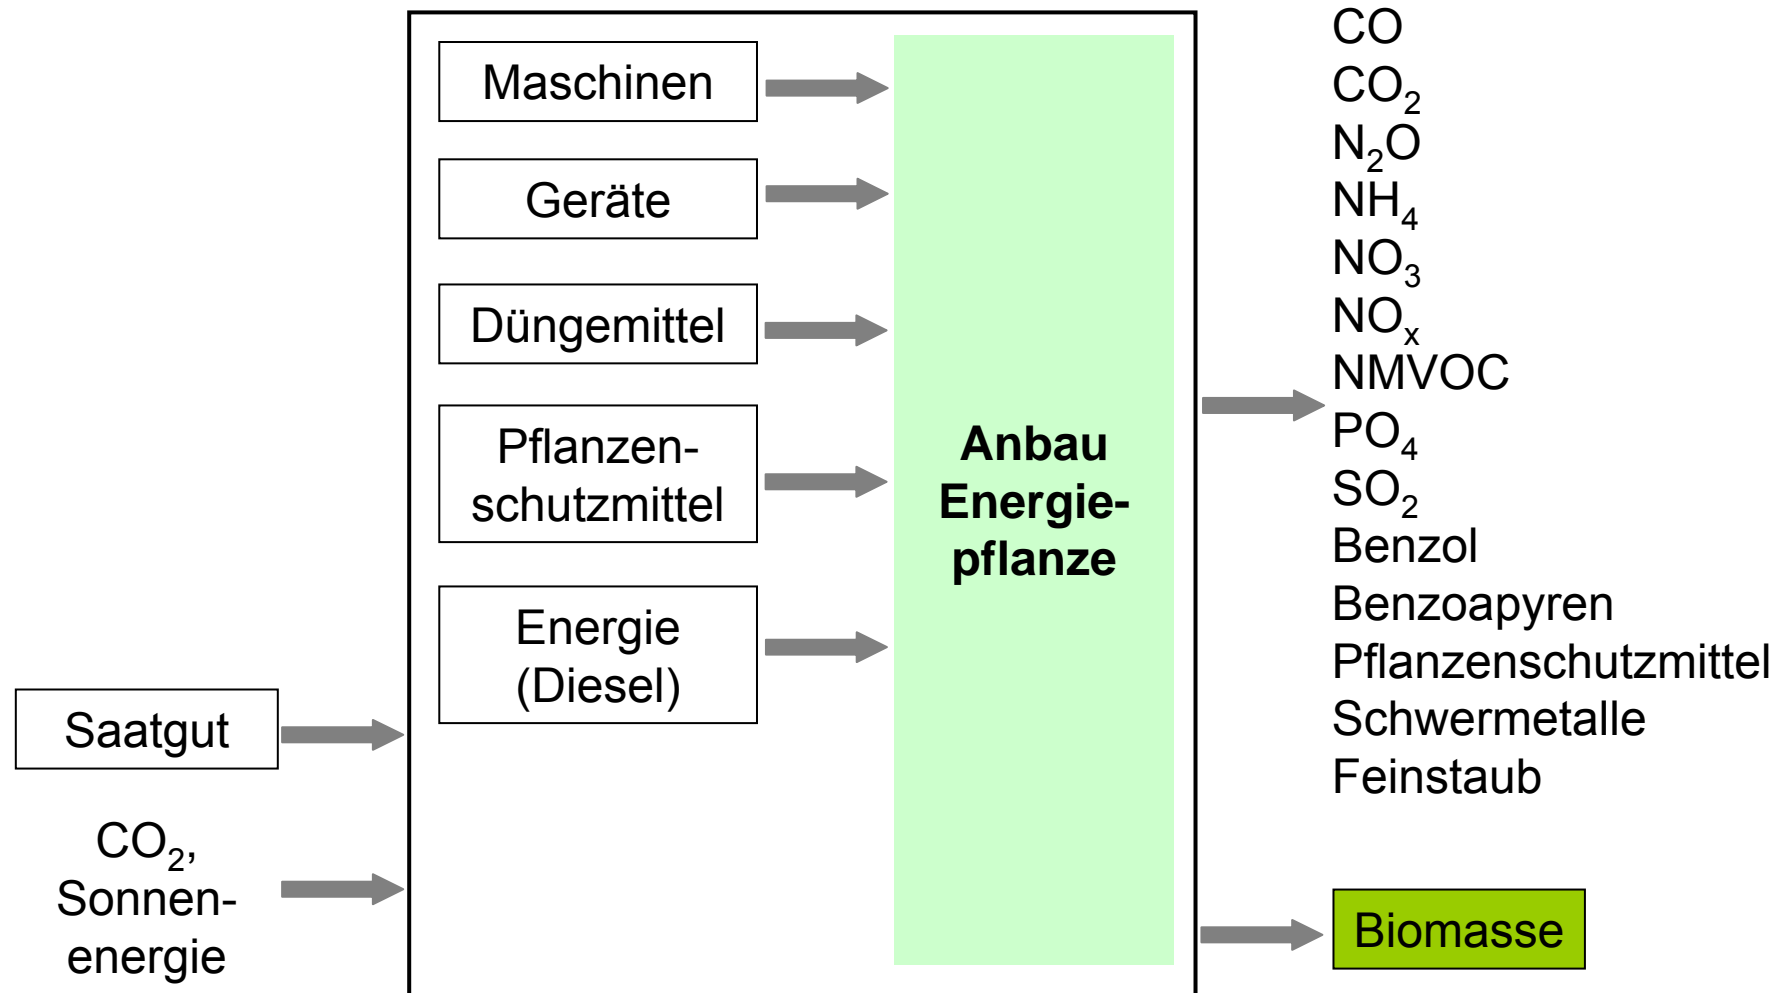 Maschinen
Geräte
Düngemittel
Pflanzen-
schutzmittel
Energie
(Diesel)
Saatgut
CO₂,
Sonnen-
energie
Anbau
Energie-
pflanze
CO
CO₂
N₂O
NH₄
NO₃
NOₓ
NMVOC
PO₄
SO₂
Benzol
Benzoapyren
Pflanzenschutzmittel
Schwermetalle
Feinstaub
Biomasse